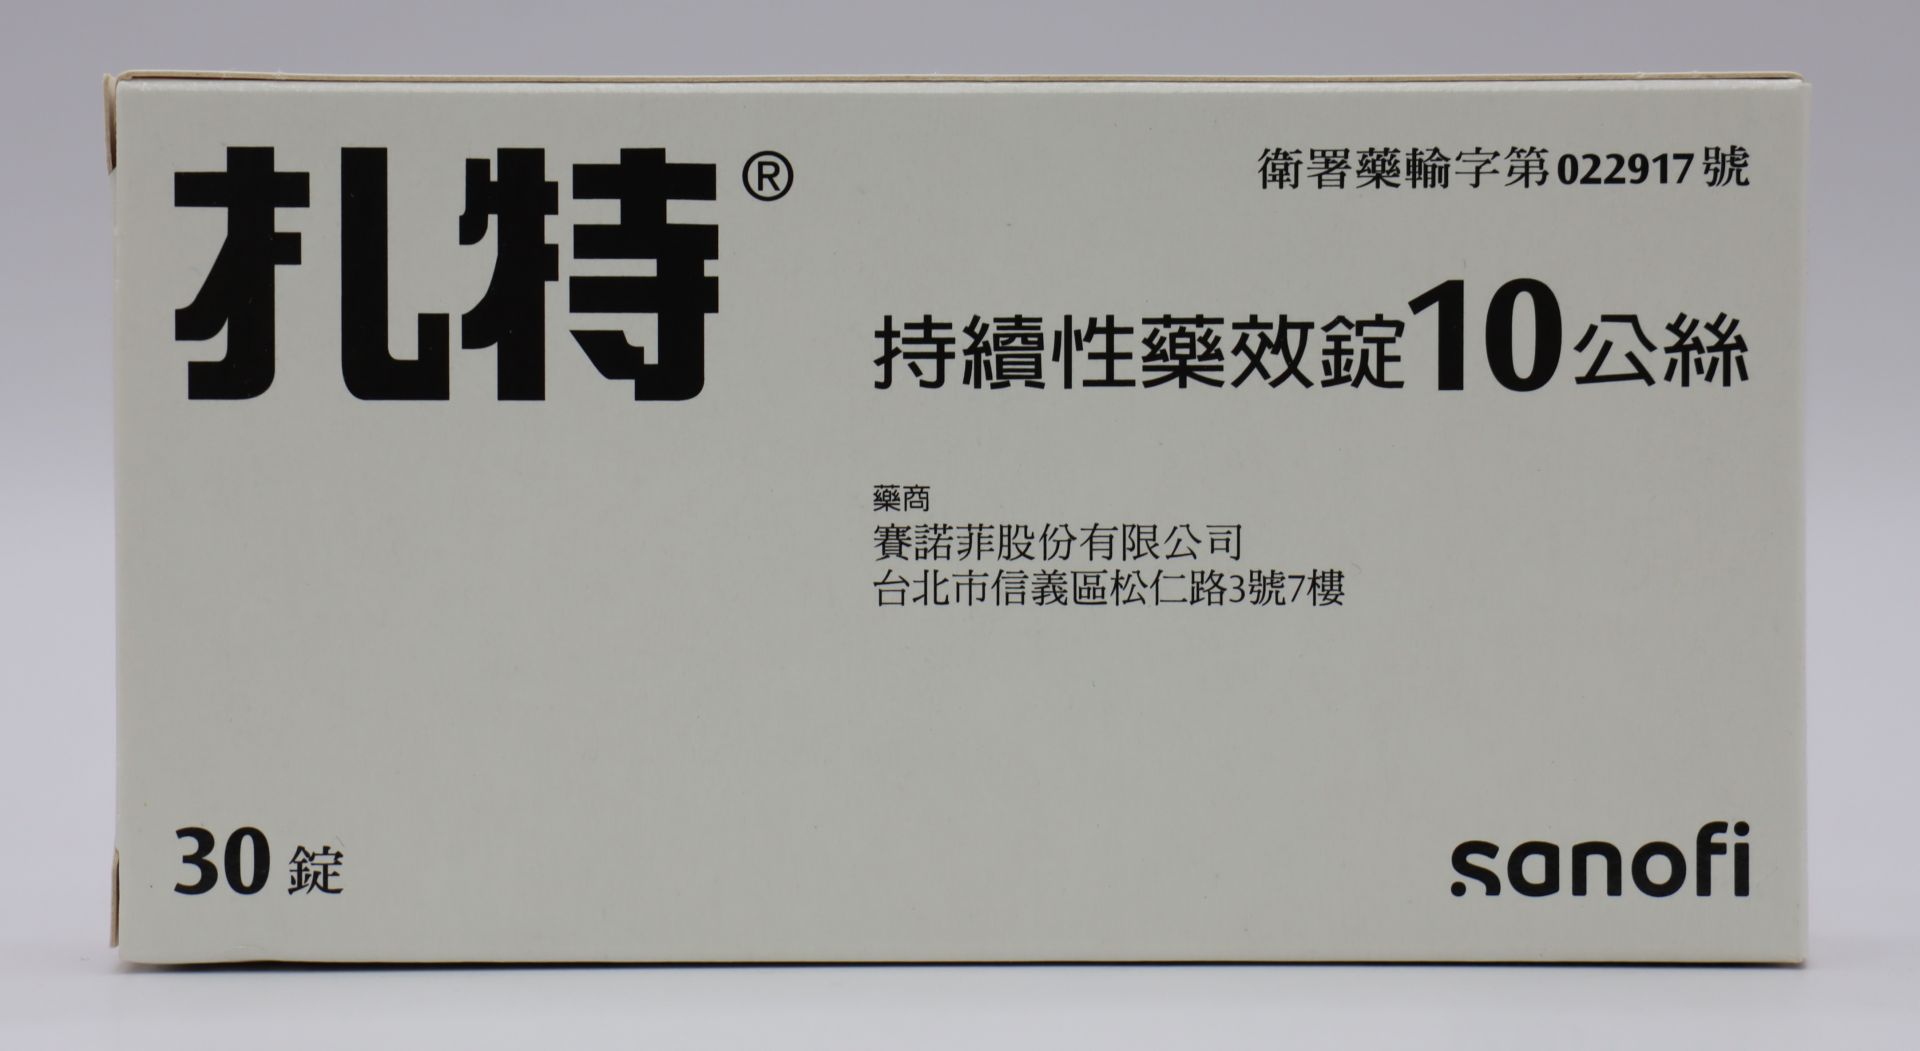 扎特®
衛署藥輸字第022917號
持續性藥效錠10公絲
藥商
賽諾菲股份有限公司
台北市信義區松仁路3號7樓
30錠
sanofi